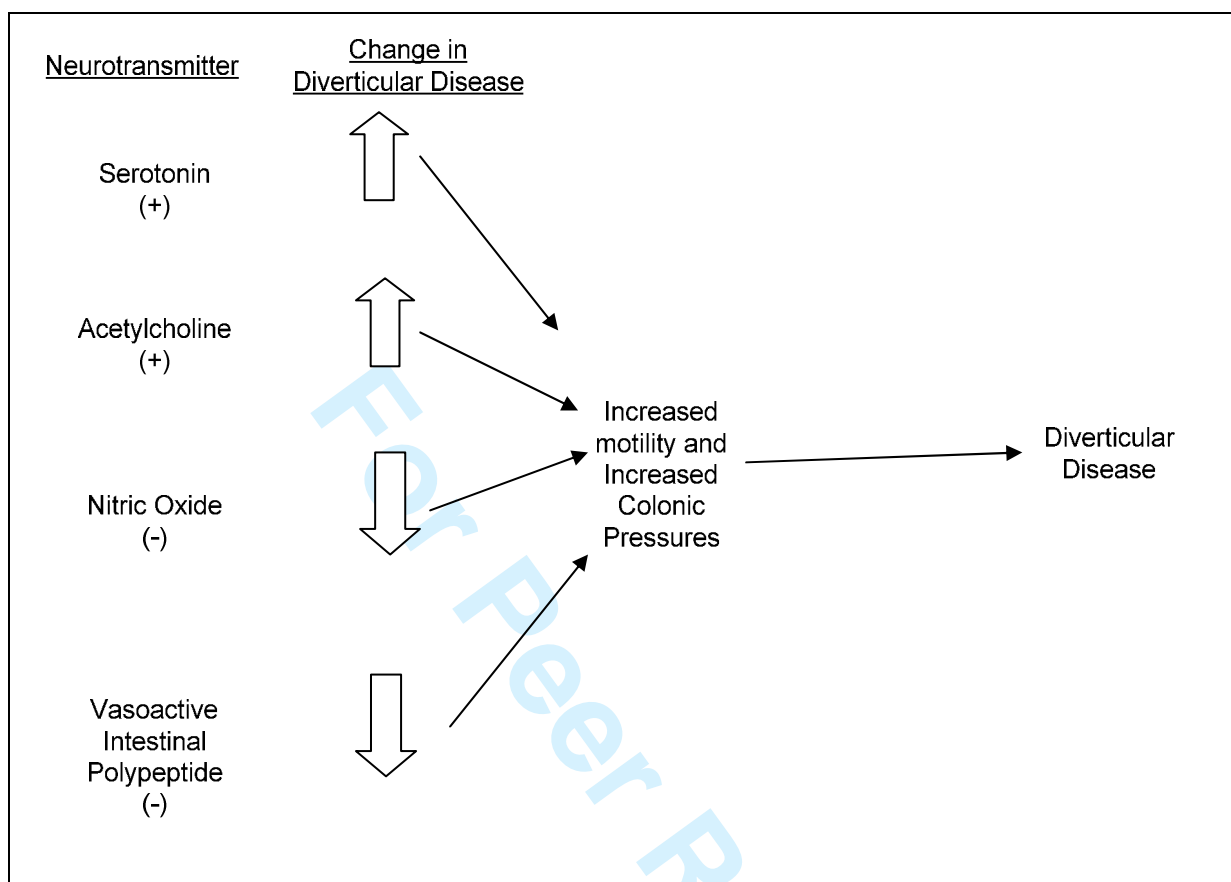 Neurotransmitter
Change in
Diverticular Disease
Serotonin
(+)
Acetylcholine
(+)
Nitric Oxide
(-)
Vasoactive
Intestinal
Polypeptide
(-)
Increased
motility and
Increased
Colonic
Pressures
Diverticular
Disease
For Peer R